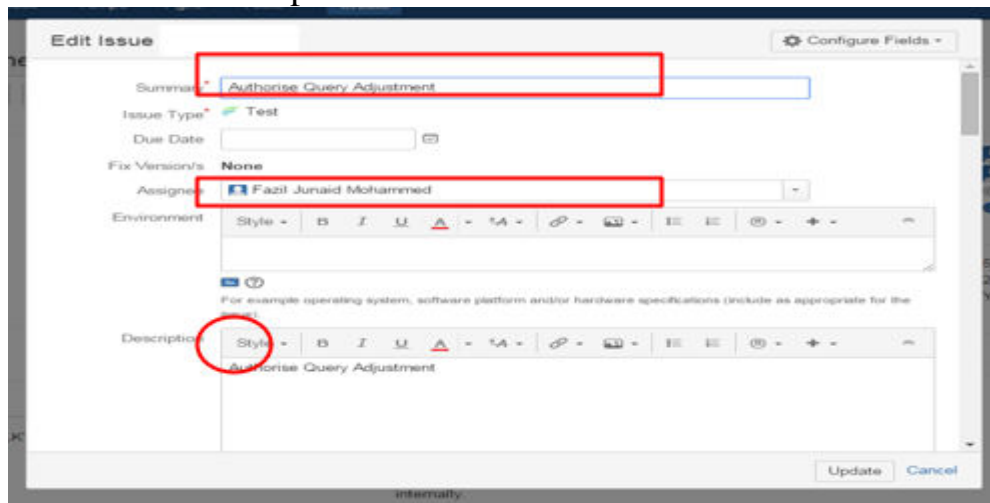 Edit Issue
Configure Fields
Summary* Authorise Query Adjustment
Issue Type* Test
Due Date
Fix Version/s None
Assignee Fazil Junaid Mohammed
Environment Style B I U A A
For example operating system, software platform and/or hardware specifications (include as appropriate for the
issue).
Description Style B I U A A
Authorise Query Adjustment
Update Cancel
internally.